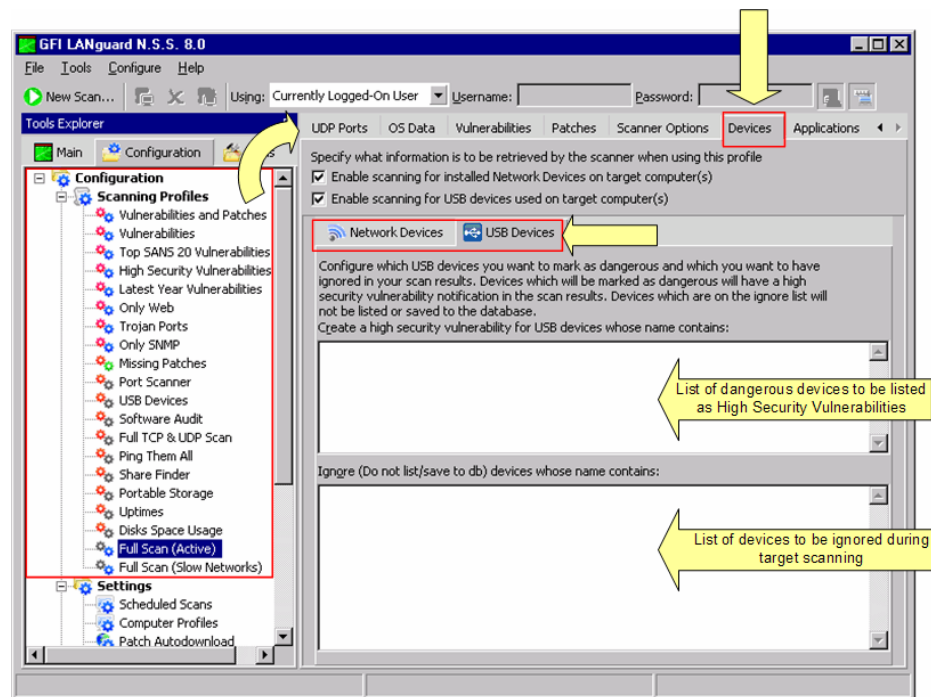 GFI LANguard N.S.S. 8.0
File Tools Configure Help
New Scan... Using: Currently Logged-On User Username: Password:
Tools Explorer
Main Configuration
UDP Ports OS Data Vulnerabilities Patches Scanner Options Devices Applications
Specify what information is to be retrieved by the scanner when using this profile
Enable scanning for installed Network Devices on target computer(s)
Enable scanning for USB devices used on target computer(s)
Configuration
Scanning Profiles
Vulnerabilities and Patches
Vulnerabilities
Top SANS 20 Vulnerabilities
High Security Vulnerabilities
Latest Year Vulnerabilities
Only Web
Trojan Ports
Only SNMP
Missing Patches
Port Scanner
USB Devices
Software Audit
Full TCP & UDP Scan
Ping Them All
Share Finder
Portable Storage
Uptimes
Disks Space Usage
Full Scan (Active)
Full Scan (Slow Networks)
Settings
Scheduled Scans
Computer Profiles
Patch Autodownload
Network Devices USB Devices
Configure which USB devices you want to mark as dangerous and which you want to have
ignored in your scan results. Devices which will be marked as dangerous will have a high
security vulnerability notification in the scan results. Devices which are on the ignore list will
not be listed or saved to the database.
Create a high security vulnerability for USB devices whose name contains:
List of dangerous devices to be listed
as High Security Vulnerabilities
Ignore (Do not list/save to db) devices whose name contains:
List of devices to be ignored during
target scanning